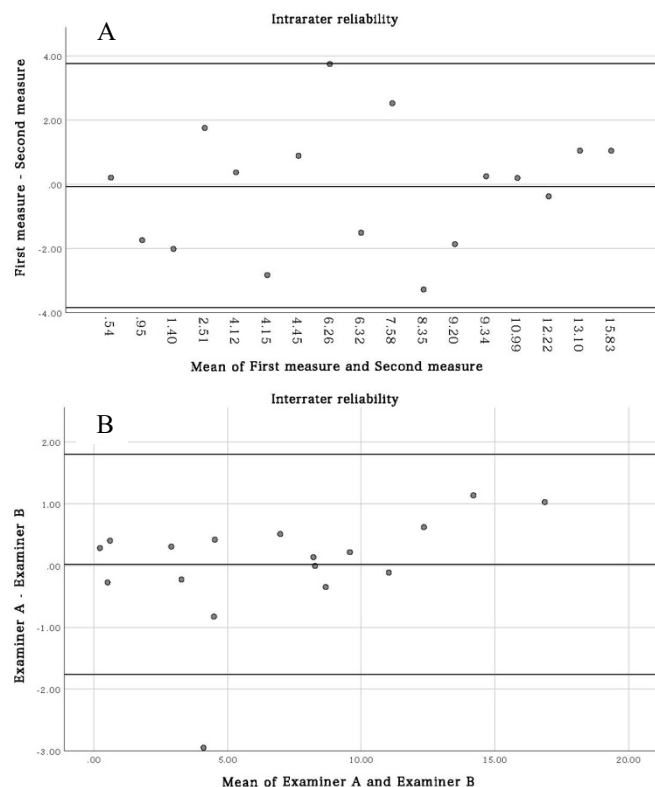 Intrarater reliability
A
First measure - Second measure
4.00
2.00
.00
-2.00
-4.00
.54 .95 1.40 2.51 4.12 4.15 4.45 6.26 6.32 7.58 8.35 9.20 9.34 10.99 12.22 13.10 15.83
Mean of First measure and Second measure
Interrater reliability
B
Examiner A - Examiner B
2.00
1.00
.00
-1.00
-2.00
-3.00
.00 5.00 10.00 15.00 20.00
Mean of Examiner A and Examiner B